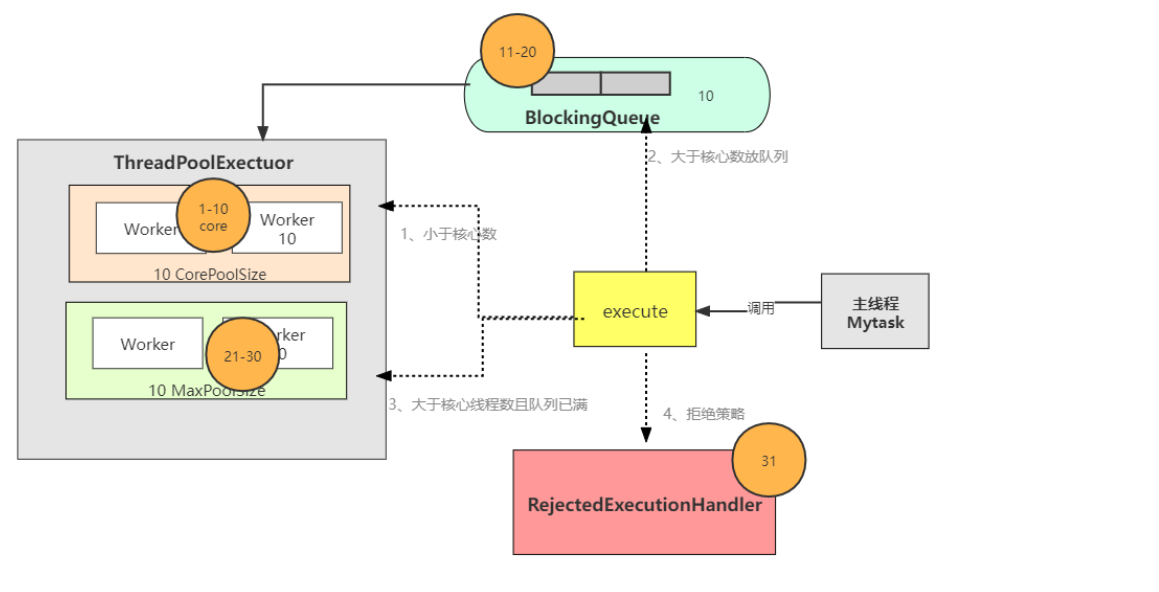 11-20
10
BlockingQueue
2、大于核心数放队列
ThreadPoolExectuor
Worker
1-10
core
Worker
10
10 CorePoolSize
1、小于核心数
execute
调用
主线程
Mytask
Worker
21-30
rker
0
10 MaxPoolSize
3、大于核心线程数且队列已满
4、拒绝策略
31
RejectedExecutionHandler